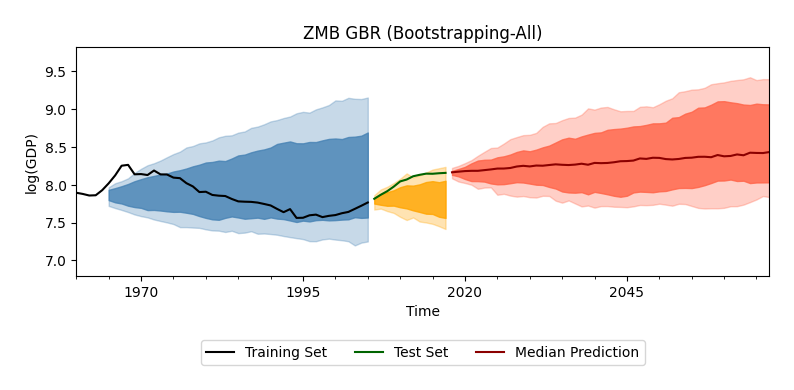 ZMB GBR (Bootstrapping-All)
9.5
9.0
8.5
8.0
7.5
7.0
log(GDP)
1970 1995 2020 2045
Time
Training Set Test Set Median Prediction